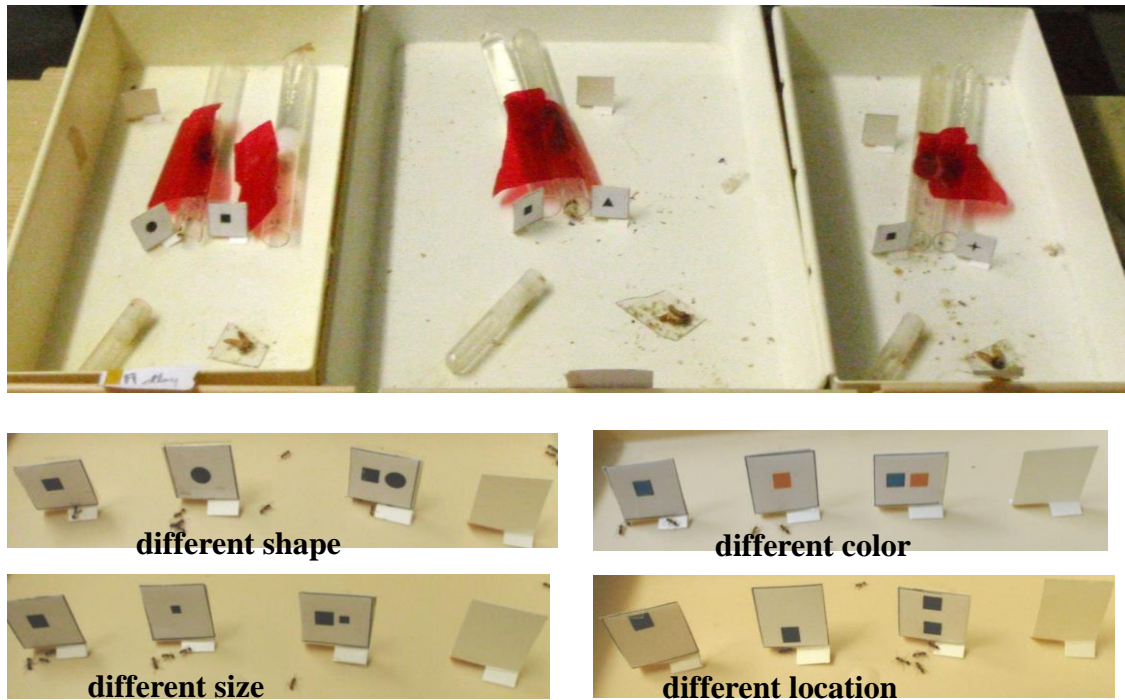 different shape
different color
different size
different location